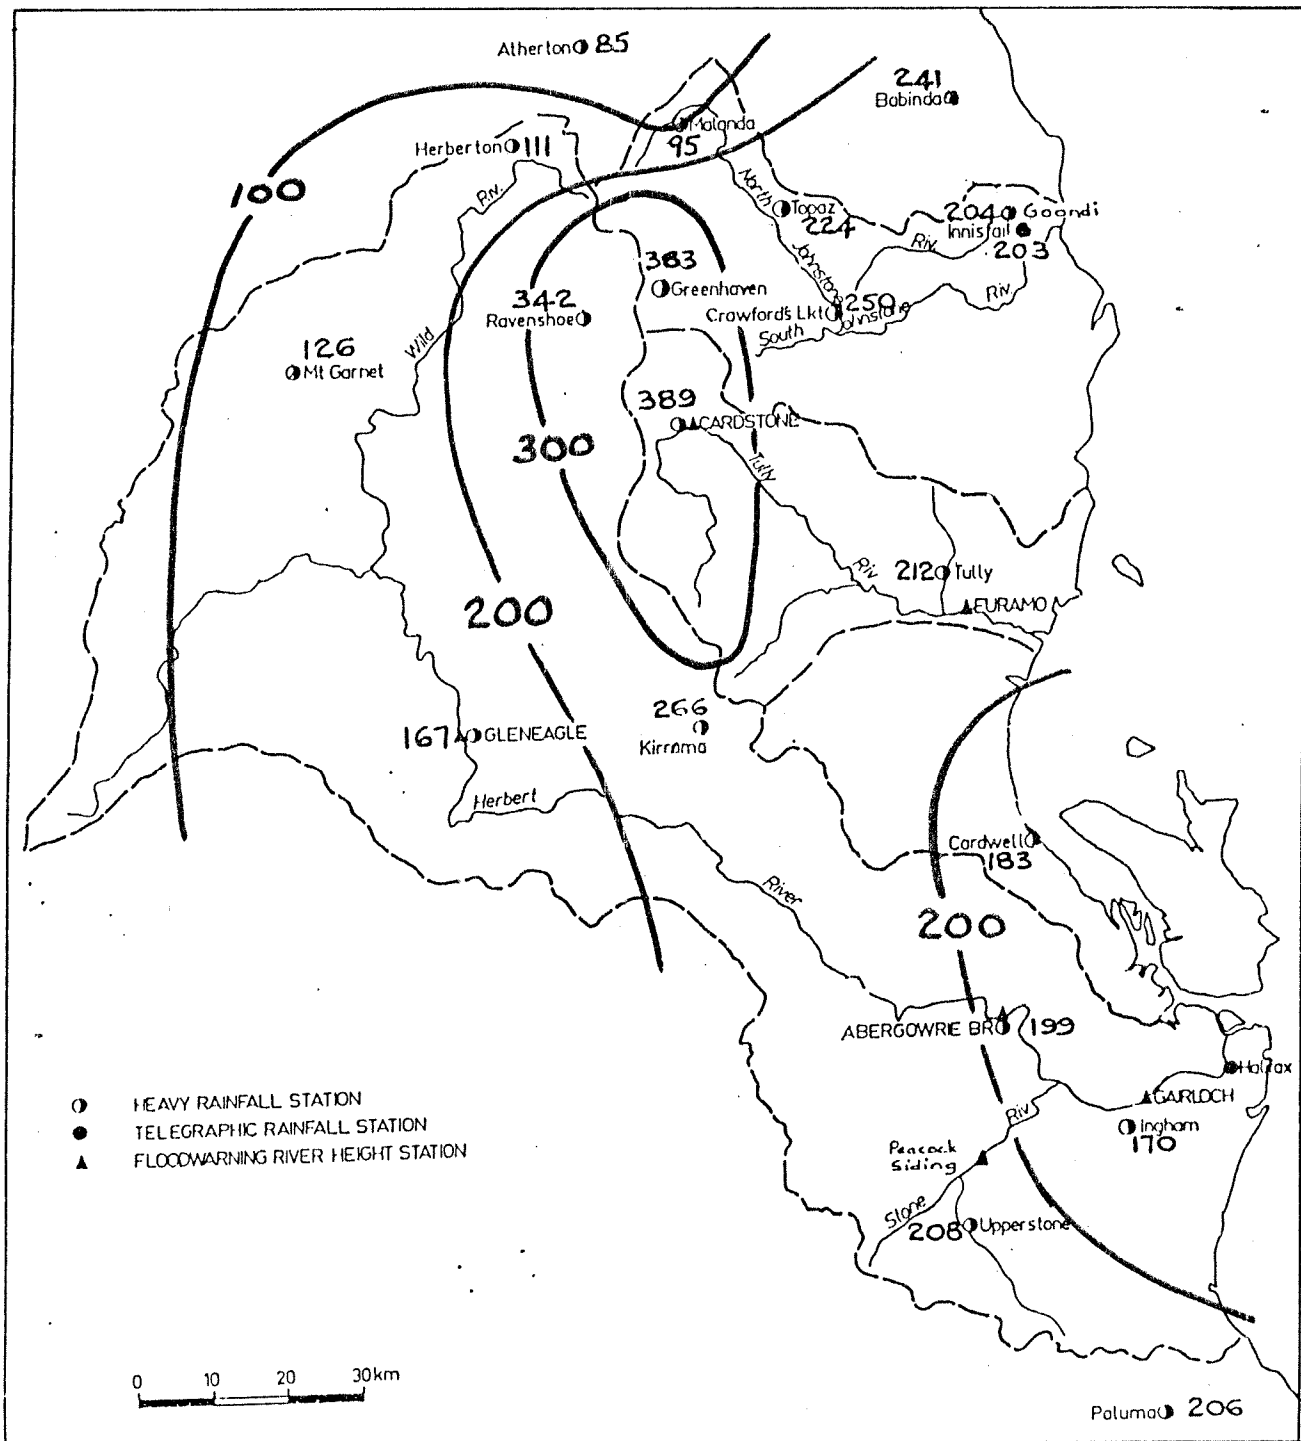 Atherton 85
241
Babinda
Malanda
95
Herberton 111
100
Riv.
North
Topaz
224
204 Goondi
Innisfail
203
Riv.
Johnstone
383
Greenhaven
342
Ravenshoe
250
Crawford's Lkt
South
Johnstone
Riv.
Wild
126
Mt Garnet
389
CARDSTONE
300
Tully
212 Tully
Riv
EURAMO
200
266
Kirrama
167 GLENEAGLE
Herbert
Cardwell
183
River
200
ABERGOWRIE BR 199
Halifax
GAIRLOCH
Riv
Ingham
170
Peacock
Siding
Stone
208 Upperstone
HEAVY RAINFALL STATION
TELEGRAPHIC RAINFALL STATION
FLOODWARNING RIVER HEIGHT STATION
0 10 20 30km
Paluma 206